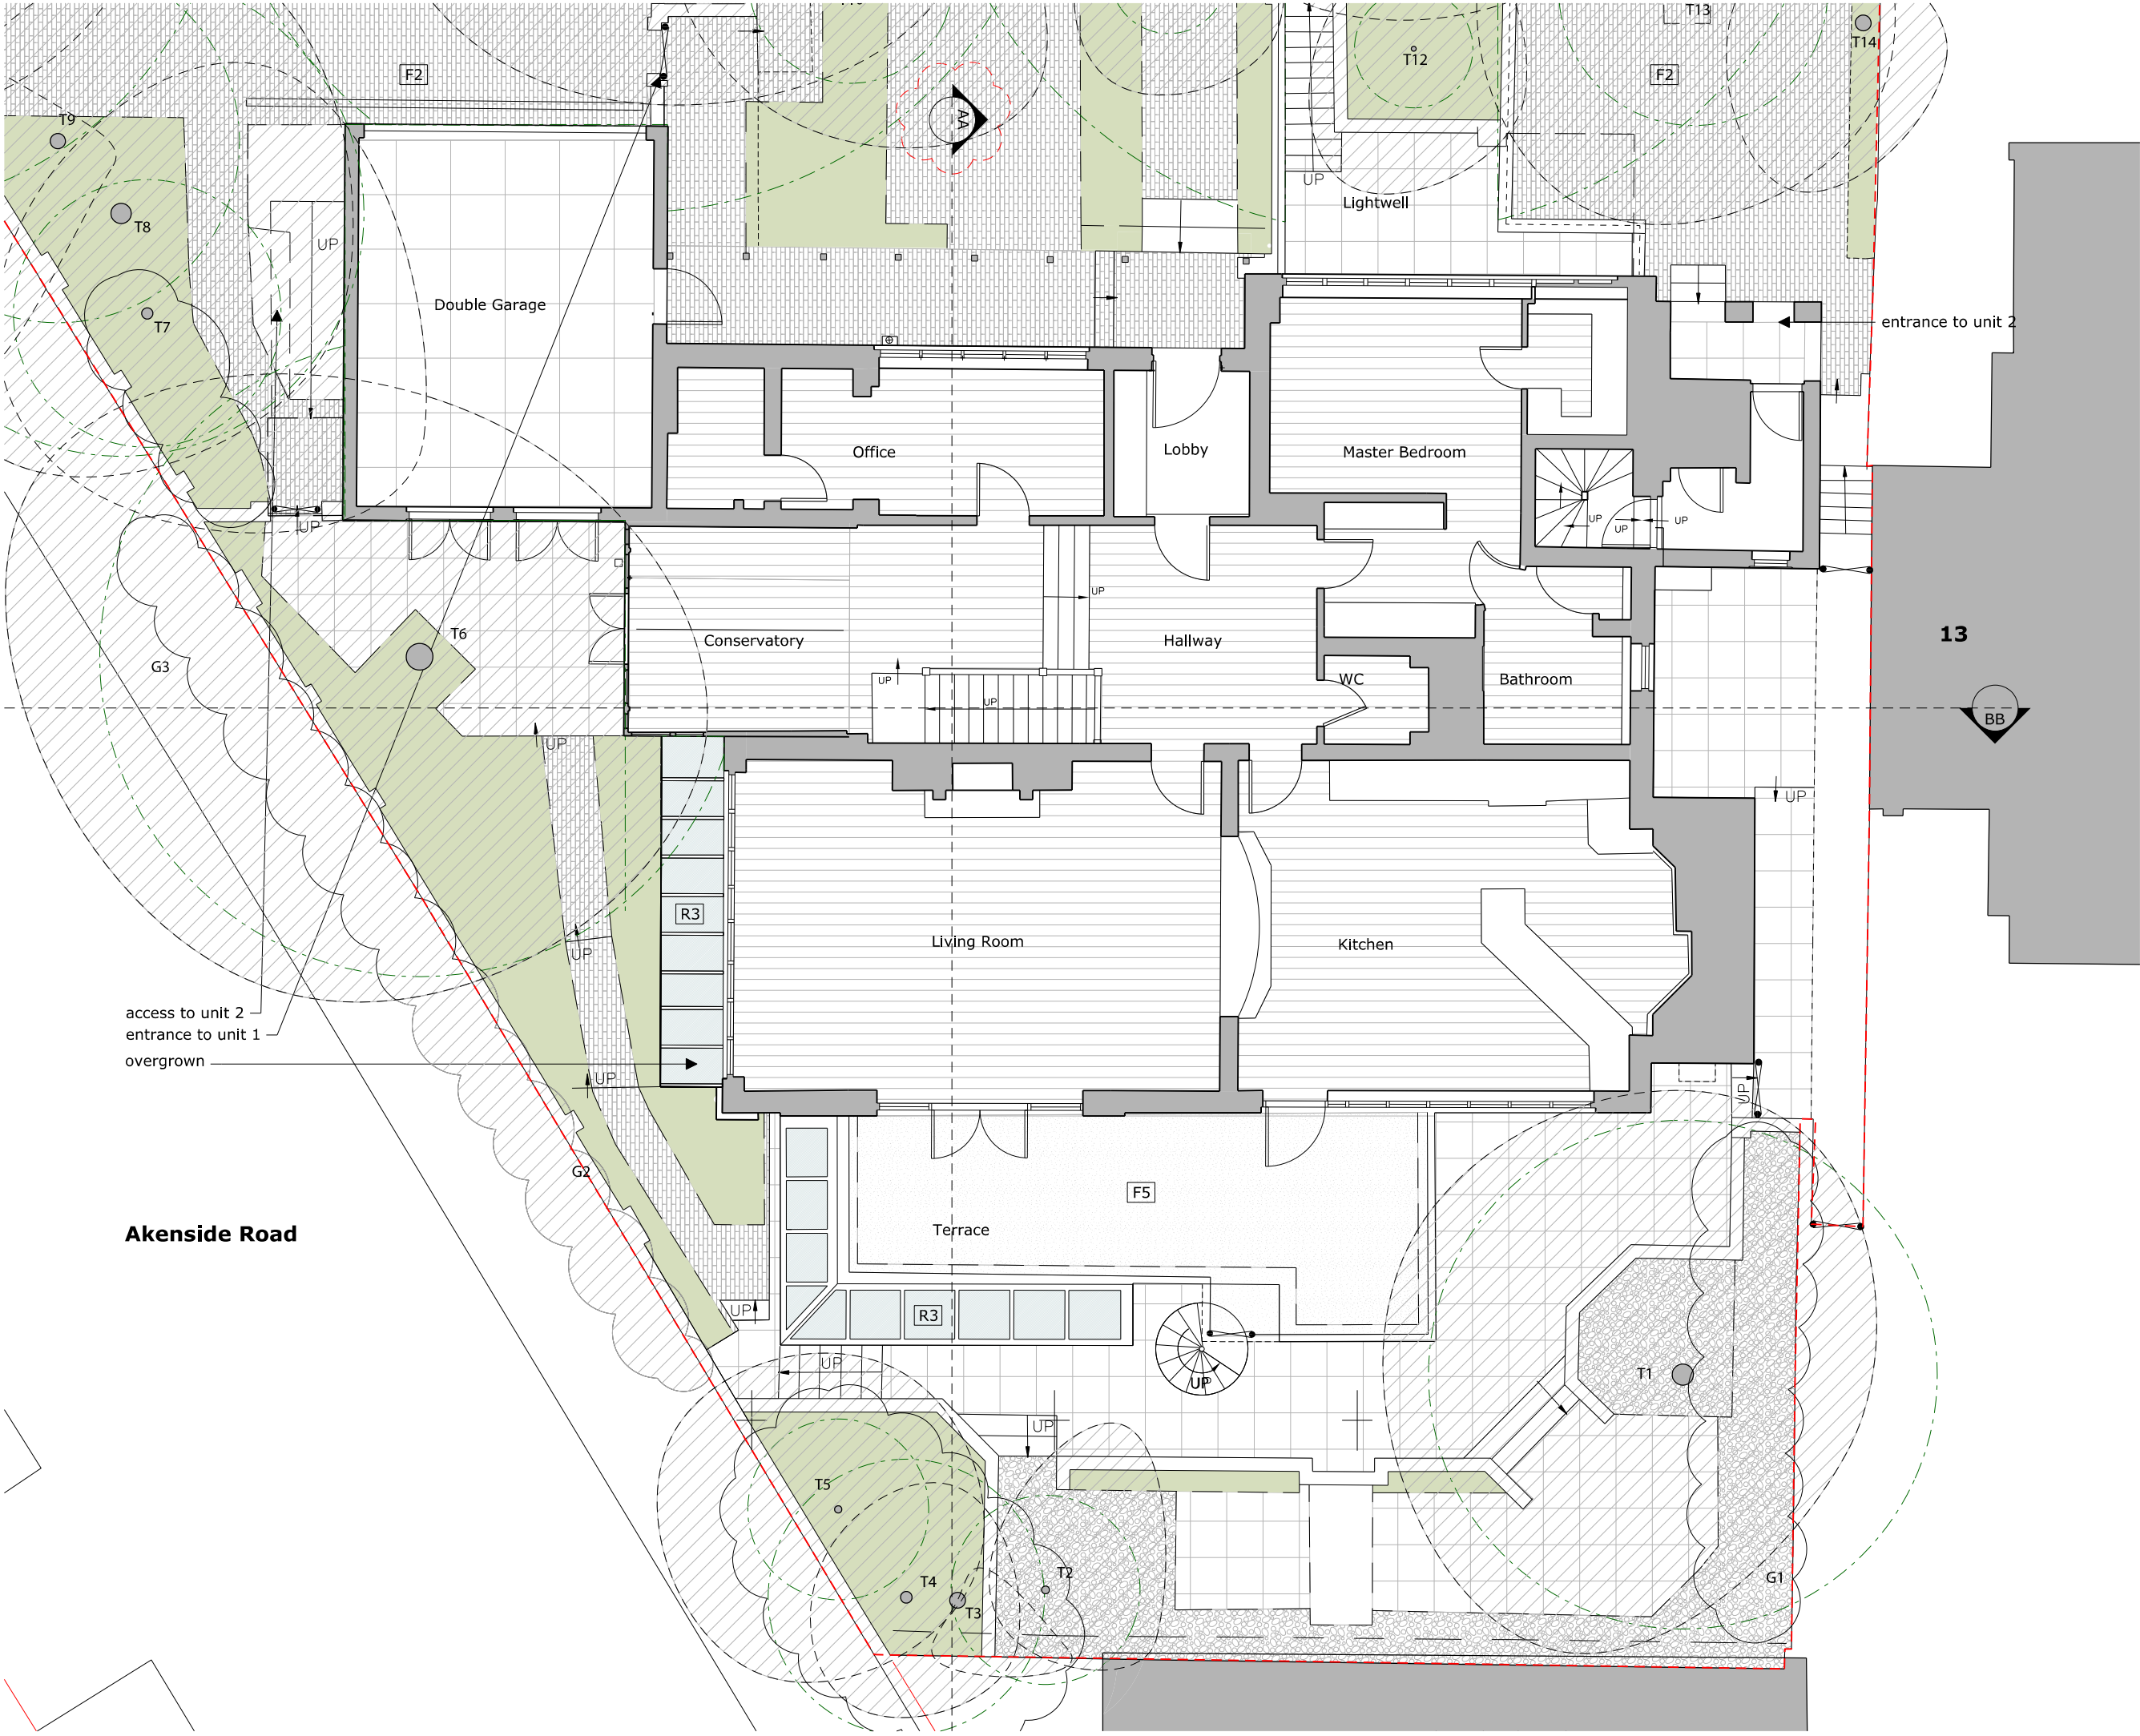 T13
T14
F2
T12
F2
T9
AA
UP
Lightwell
T8
UP
Double Garage
T7
entrance to unit 2
Office
Lobby
Master Bedroom
UP
UP
UP
UP
UP
T6
G3
Conservatory
Hallway
13
WC
Bathroom
UP
UP
BB
UP
UP
R3
Living Room
Kitchen
UP
access to unit 2
entrance to unit 1
overgrown
UP
UP
G2
F5
Akenside Road
Terrace
UP
R3
UP
UP
T1
UP
T5
T4
T3
T2
G1